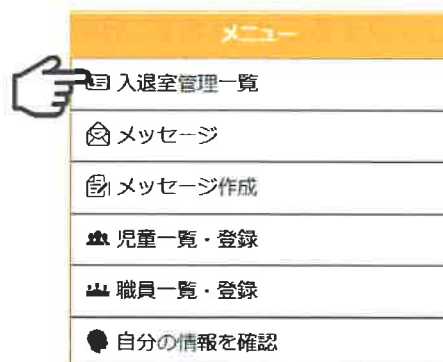 メニュー
入退室管理一覧
メッセージ
メッセージ作成
児童一覧・登録
職員一覧・登録
自分の情報を確認